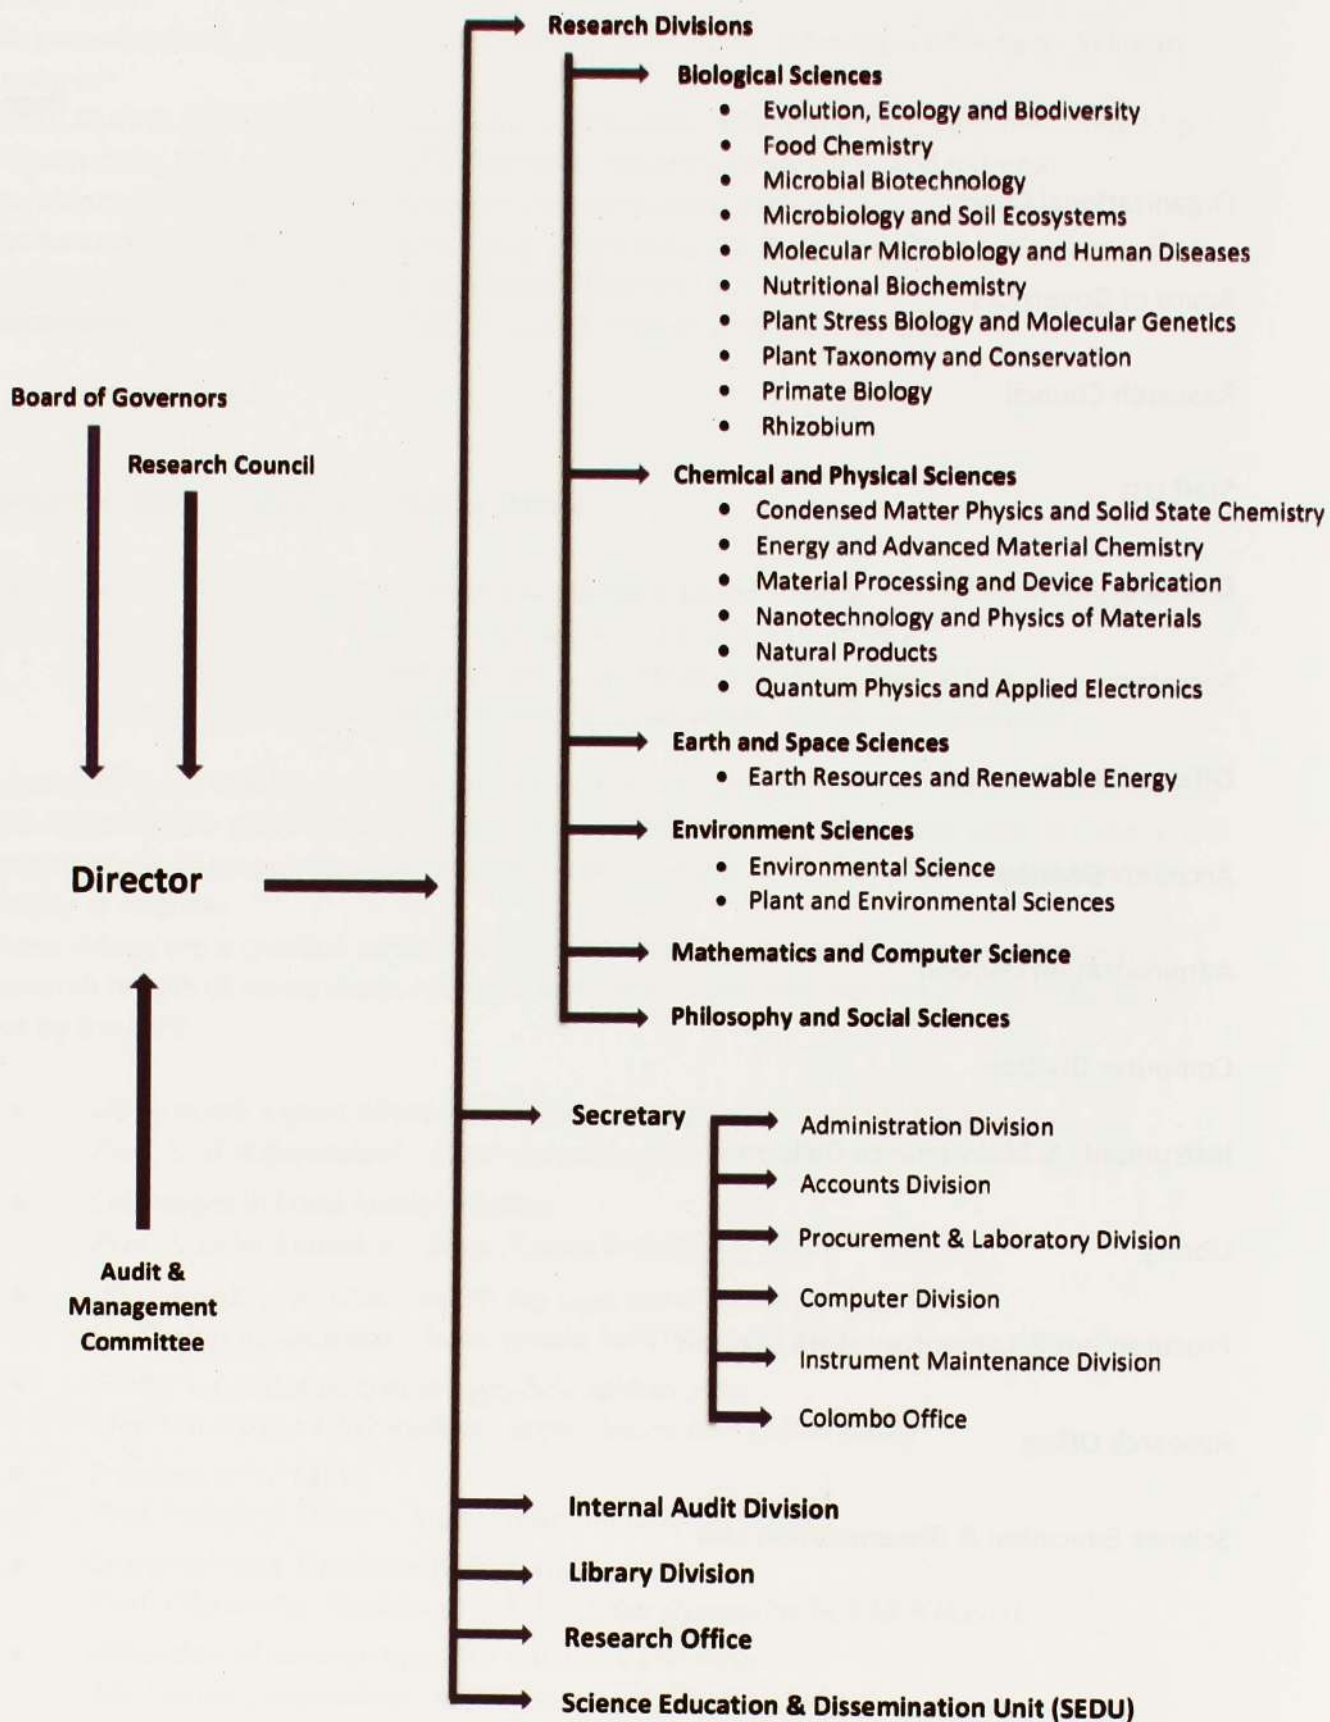 Research Divisions
Biological Sciences
• Evolution, Ecology and Biodiversity
• Food Chemistry
• Microbial Biotechnology
• Microbiology and Soil Ecosystems
• Molecular Microbiology and Human Diseases
• Nutritional Biochemistry
• Plant Stress Biology and Molecular Genetics
• Plant Taxonomy and Conservation
• Primate Biology
• Rhizobium
Board of Governors
Research Council
Chemical and Physical Sciences
• Condensed Matter Physics and Solid State Chemistry
• Energy and Advanced Material Chemistry
• Material Processing and Device Fabrication
• Nanotechnology and Physics of Materials
• Natural Products
• Quantum Physics and Applied Electronics
Earth and Space Sciences
• Earth Resources and Renewable Energy
Environment Sciences
• Environmental Science
• Plant and Environmental Sciences
Director
Mathematics and Computer Science
Philosophy and Social Sciences
Secretary
Administration Division
Accounts Division
Procurement & Laboratory Division
Computer Division
Instrument Maintenance Division
Colombo Office
Audit &
Management
Committee
Internal Audit Division
Library Division
Research Office
Science Education & Dissemination Unit (SEDU)